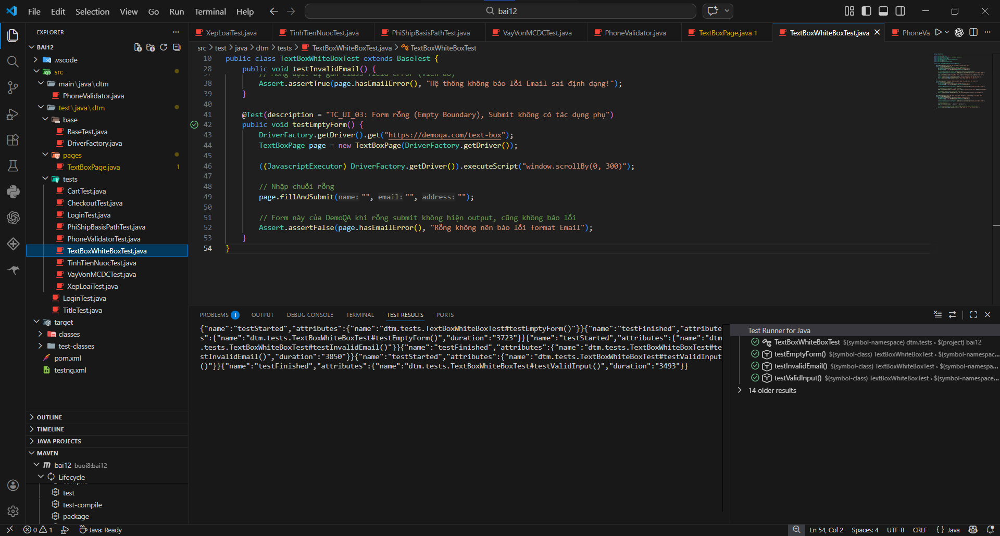 File Edit Selection View Go Run Terminal Help
bai12
EXPLORER
BAI12
.vscode
src
main\java\dtm
PhoneValidator.java
test\java\dtm
base
BaseTest.java
DriverFactory.java
pages
TextBoxPage.java 1
tests
CartTest.java
CheckoutTest.java
LoginTest.java
PhiShipBasisPathTest.java
PhoneValidatorTest.java
TextBoxWhiteBoxTest.java
TinhTienNuocTest.java
VayVonMCDCTest.java
XepLoaiTest.java
LoginTest.java
TitleTest.java
target
classes
test-classes
pom.xml
testng.xml
OUTLINE
TIMELINE
JAVA PROJECTS
MAVEN
bai12 buoi8:bai12
Lifecycle
test
test-compile
package
XepLoaiTest.java TinhTienNuocTest.java PhiShipBasisPathTest.java VayVonMCDCTest.java PhoneValidator.java TextBoxPage.java 1 TextBoxWhiteBoxTest.java PhoneVa
src > test > java > dtm > tests > TextBoxWhiteBoxTest.java > TextBoxWhiteBoxTest
10 public class TextBoxWhiteBoxTest extends BaseTest {
28 public void testInvalidEmail() {
38 Assert.assertTrue(page.hasEmailError(), "Hệ thống không báo lỗi Email sai định dạng!");
39 }
40
41 @Test(description = "TC_UI_03: Form rỗng (Empty Boundary), Submit không có tác dụng phụ")
42 public void testEmptyForm() {
43 DriverFactory.getDriver().get("https://demoqa.com/text-box");
44 TextBoxPage page = new TextBoxPage(DriverFactory.getDriver());
45
46 ((JavascriptExecutor) DriverFactory.getDriver()).executeScript("window.scrollBy(0, 300)");
47
48 // Nhập chuỗi rỗng
49 page.fillAndSubmit(name: "", email: "", address: "");
50
51 // Form này của DemoQA khi rỗng submit không hiện output, cũng không báo lỗi
52 Assert.assertFalse(page.hasEmailError(), "Rỗng không nên báo lỗi format Email");
53 }
54 }
PROBLEMS 1 OUTPUT DEBUG CONSOLE TERMINAL TEST RESULTS PORTS
{"name":"testStarted","attributes":{"name":"dtm.tests.TextBoxWhiteBoxTest#testEmptyForm()"}}{"name":"testFinished","attribute
s":{"name":"dtm.tests.TextBoxWhiteBoxTest#testEmptyForm()","duration":"3723"}}{"name":"testStarted","attributes":{"name":"dtm
.tests.TextBoxWhiteBoxTest#testInvalidEmail()"}}{"name":"testFinished","attributes":{"name":"dtm.tests.TextBoxWhiteBoxTest#te
stInvalidEmail()","duration":"3850"}}{"name":"testStarted","attributes":{"name":"dtm.tests.TextBoxWhiteBoxTest#testValidInput
()"}}{"name":"testFinished","attributes":{"name":"dtm.tests.TextBoxWhiteBoxTest#testValidInput()","duration":"3493"}}
Test Runner for Java
TextBoxWhiteBoxTest $(symbol-namespace) dtm.tests ‹ $(project) bai12
testEmptyForm() $(symbol-class) TextBoxWhiteBoxTest ‹ $(symbol-namespac...
testInvalidEmail() $(symbol-class) TextBoxWhiteBoxTest ‹ $(symbol-namespa...
testValidInput() $(symbol-class) TextBoxWhiteBoxTest ‹ $(symbol-namespace...
14 older results
0 1 Java: Ready Ln 54, Col 2 Spaces: 4 UTF-8 CRLF { } Java